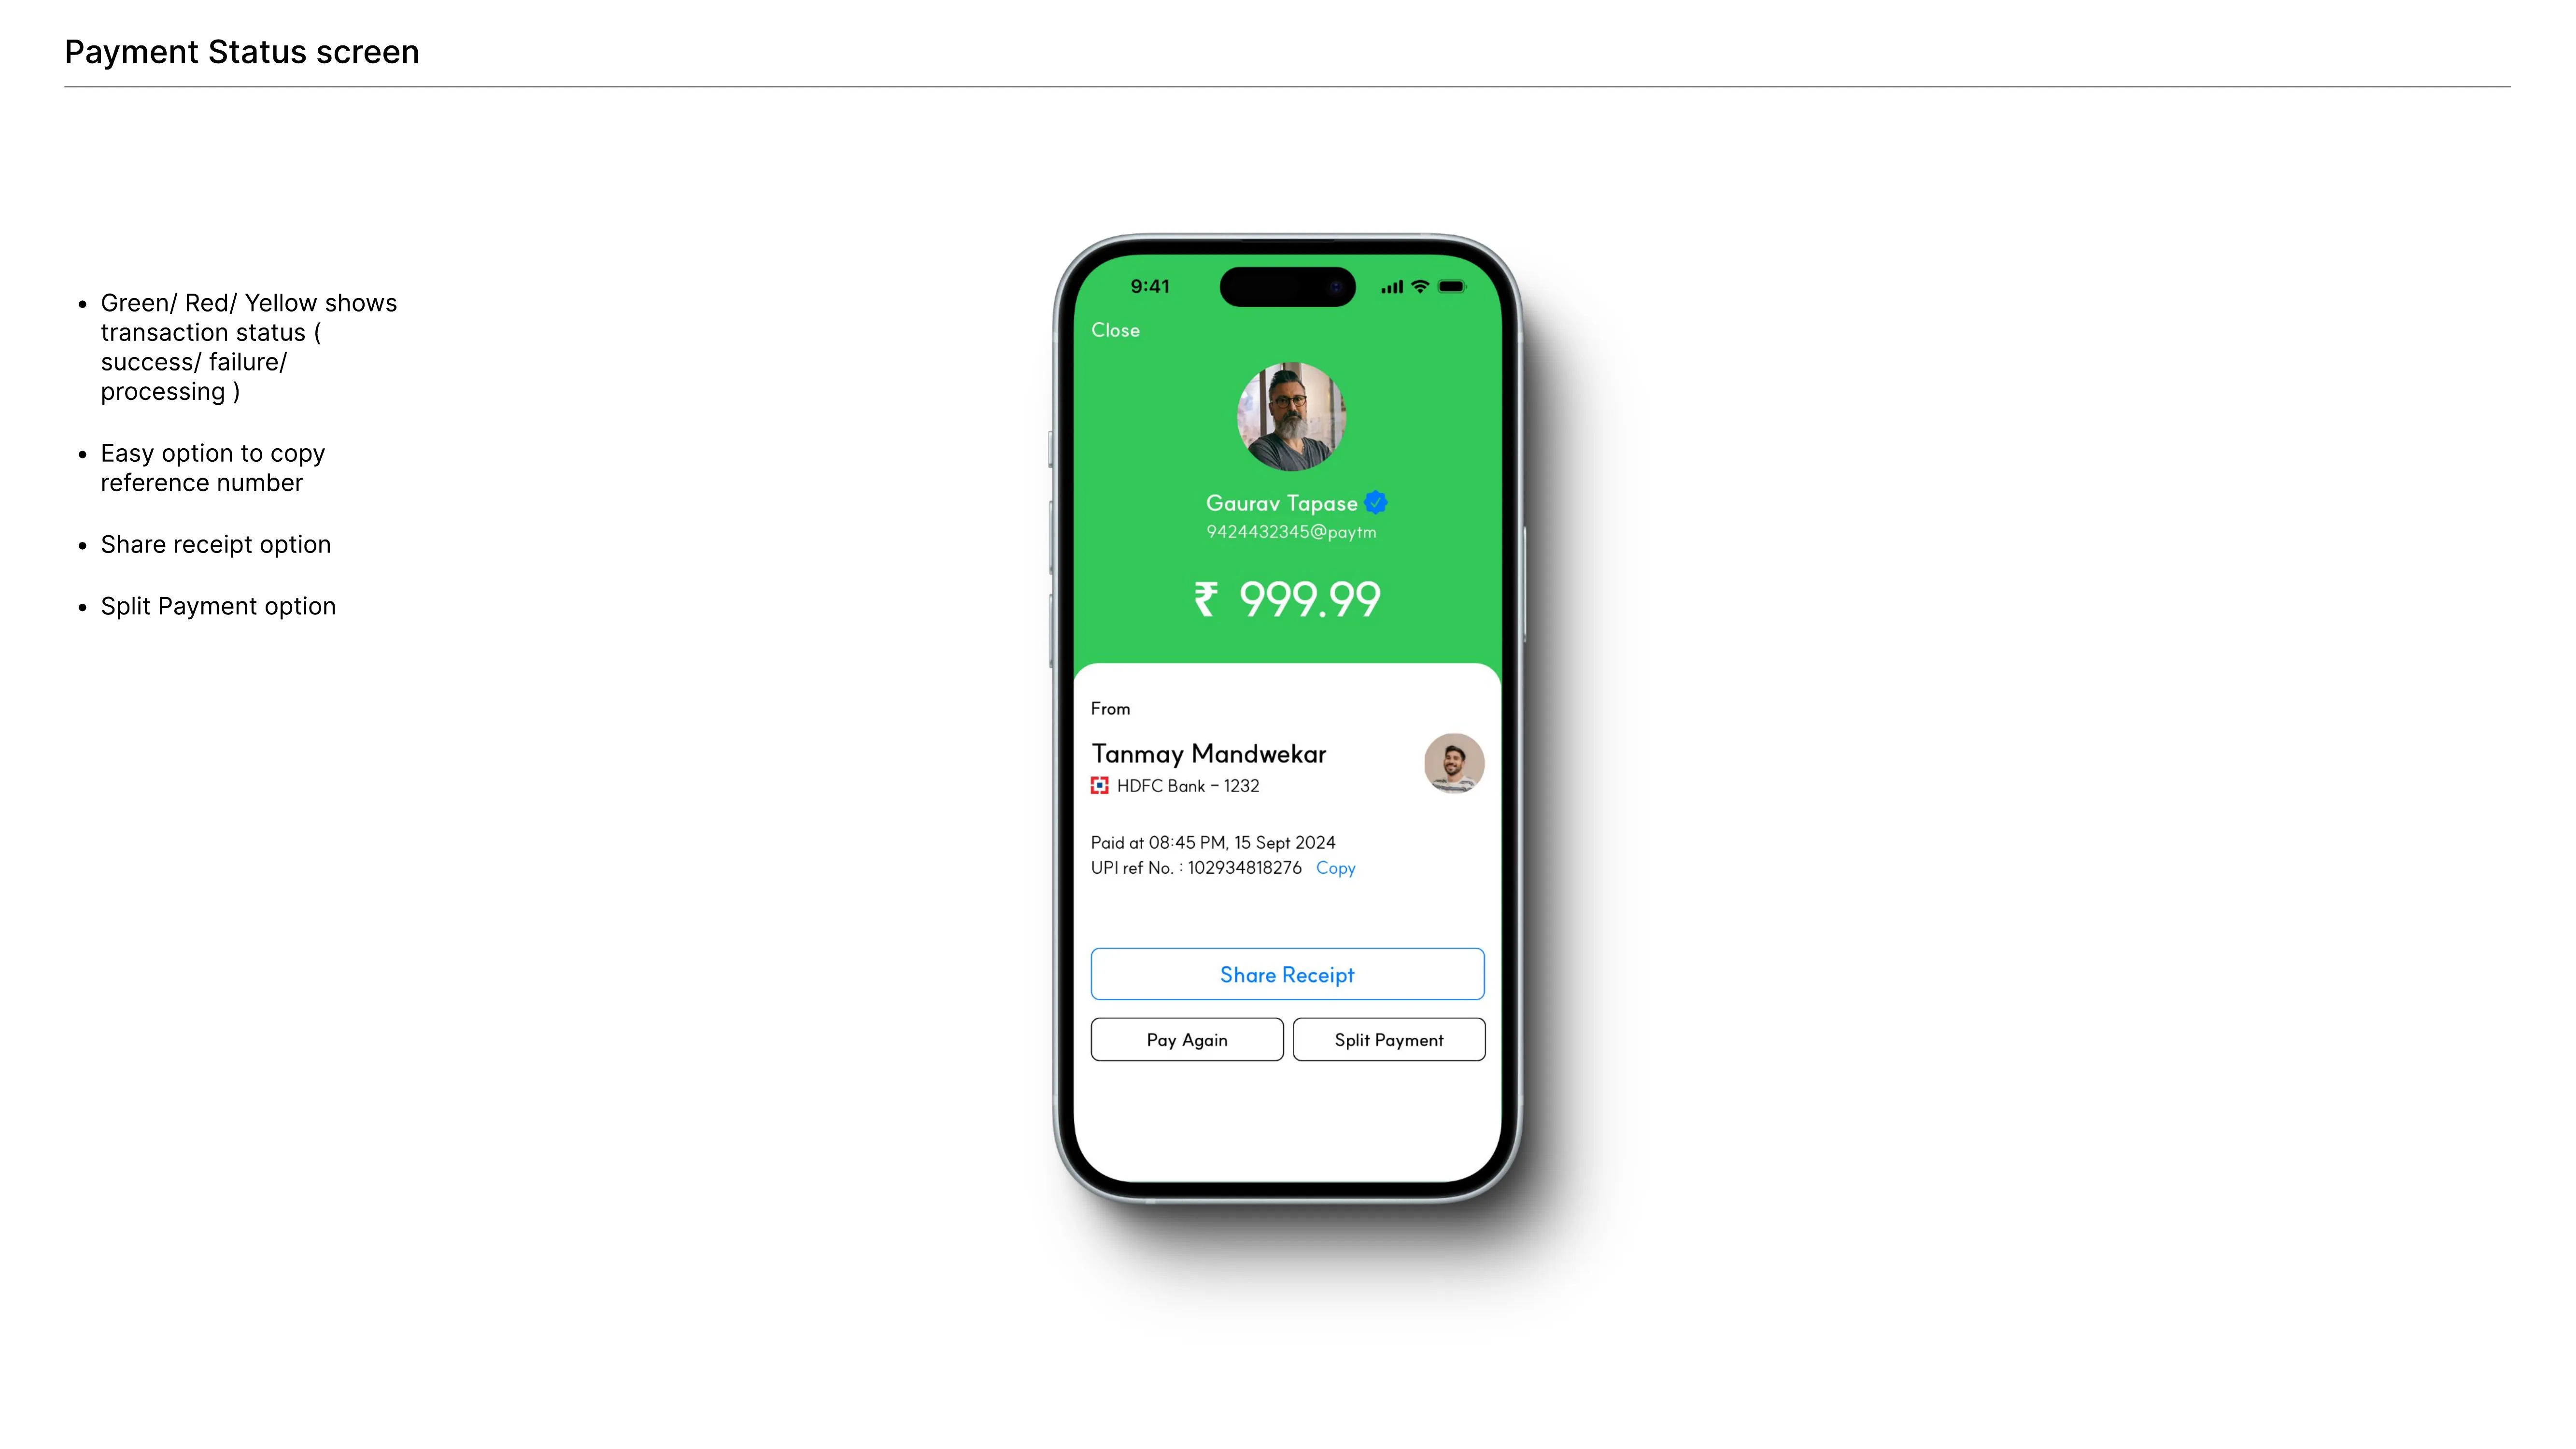 Payment Status screen
Green/ Red/ Yellow shows
transaction status (
success/ failure/
processing )
Easy option to copy
reference number
Share receipt option
Split Payment option
9:41
Close
Gaurav Tapase
9424432345@paytm
₹ 999.99
From
Tanmay Mandwekar
HDFC Bank - 1232
Paid at 08:45 PM, 15 Sept 2024
UPI ref No. : 102934818276 Copy
Share Receipt
Pay Again
Split Payment